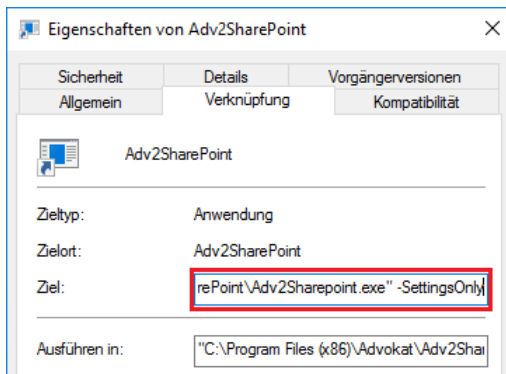 Eigenschaften von Adv2SharePoint
Sicherheit Details Vorgängerversionen
Allgemein Verknüpfung Kompatibilität
Adv2SharePoint
Zieltyp: Anwendung
Zielort: Adv2SharePoint
Ziel: rePoint\Adv2Sharepoint.exe" -SettingsOnly
Ausführen in: "C:\Program Files (x86)\Advokat\Adv2Shar